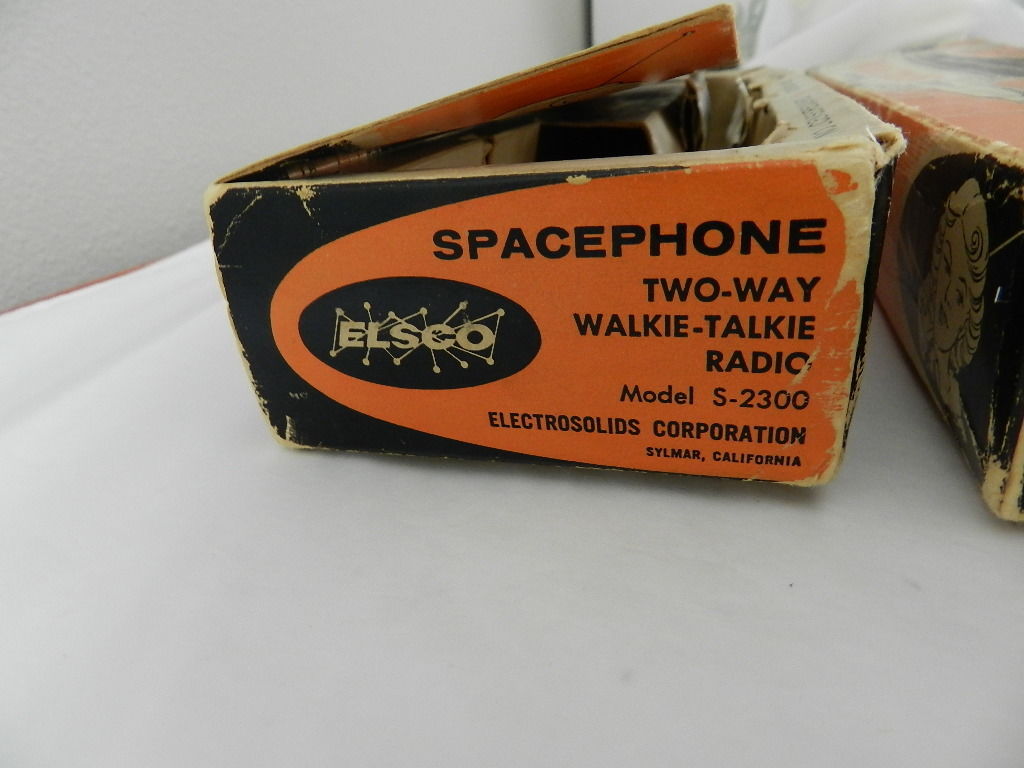 SPACEPHONE
TWO-WAY
WALKIE-TALKIE
RADIO
ELSCO
Model S-2300
ELECTROSOLIDS CORPORATION
SYLMAR, CALIFORNIA